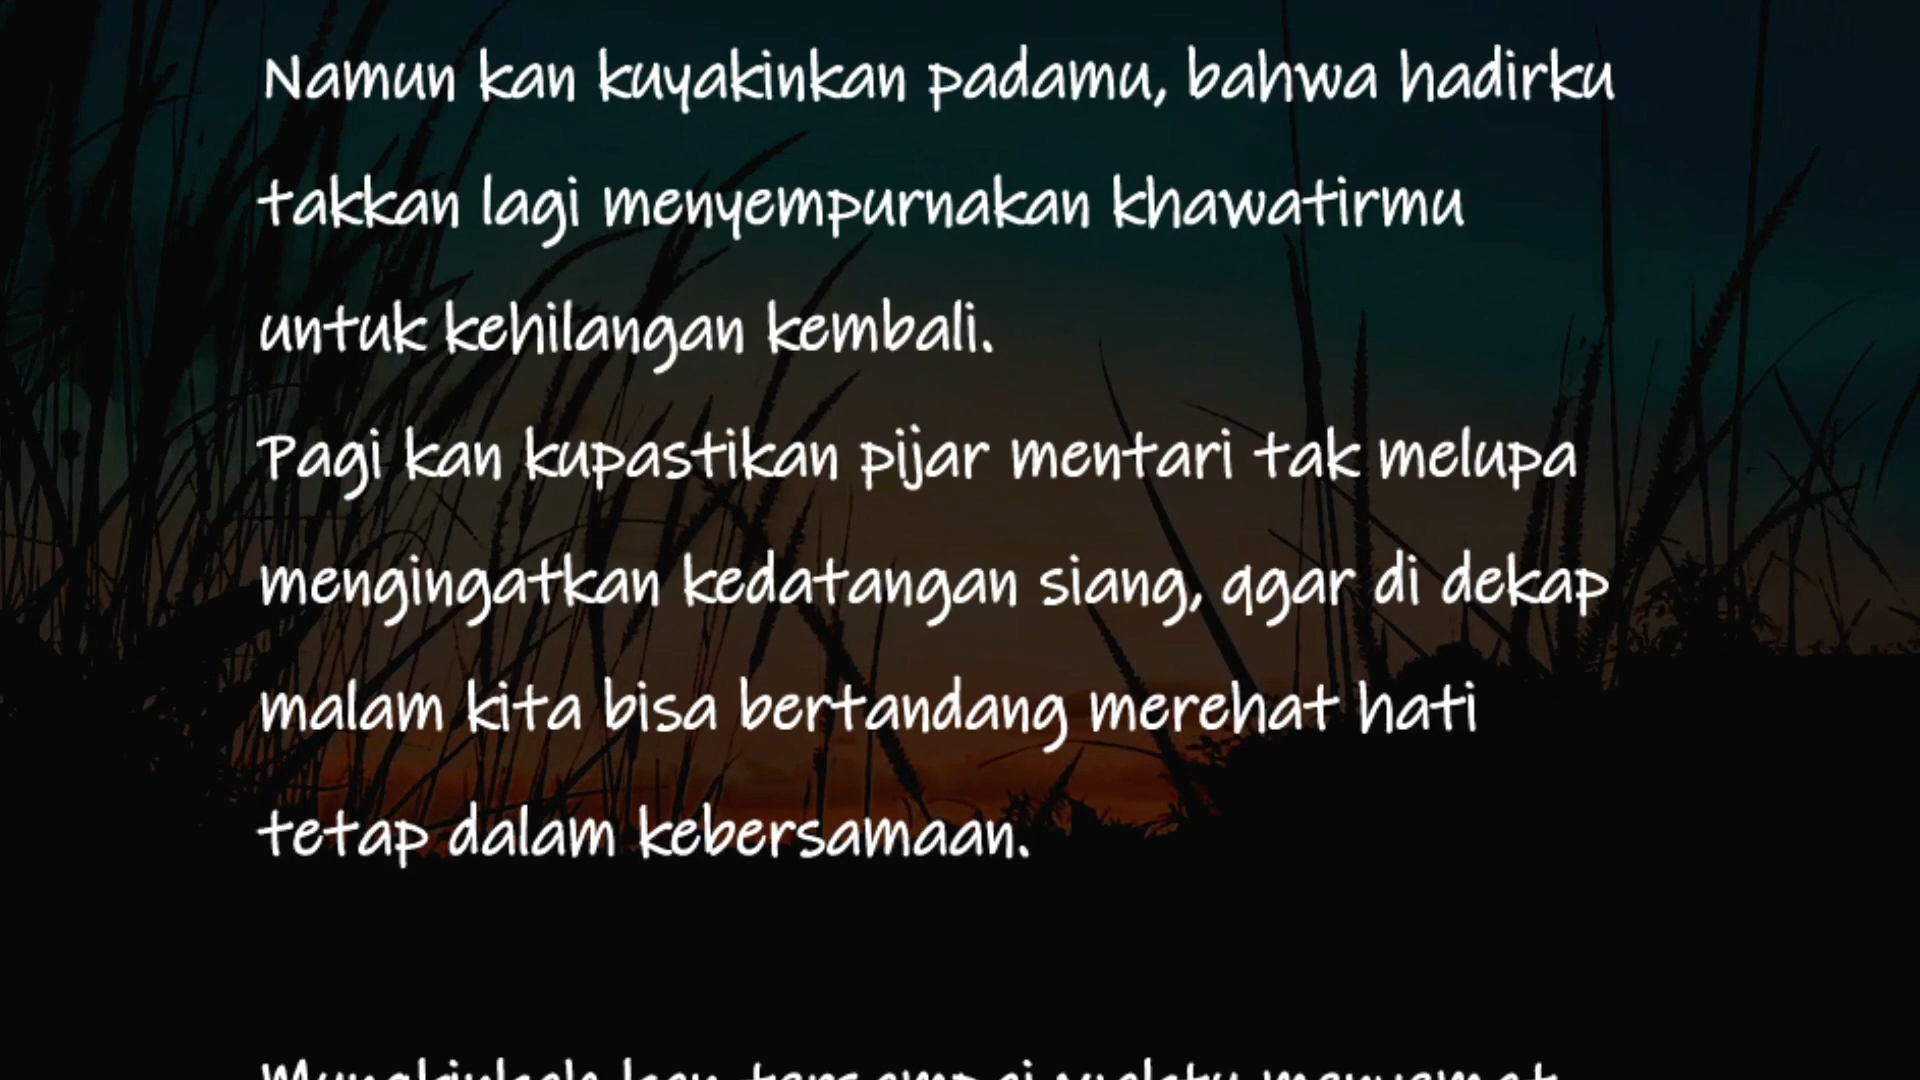 Namun kan kuyakinkan padamu, bahwa hadirku
takkan lagi menyempurnakan khawatirmu
untuk kehilangan kembali.
Pagi kan kupastikan pijar mentari tak melupa
mengingatkan kedatangan siang, agar di dekap
malam kita bisa bertandang merehat hati
tetap dalam kebersamaan.